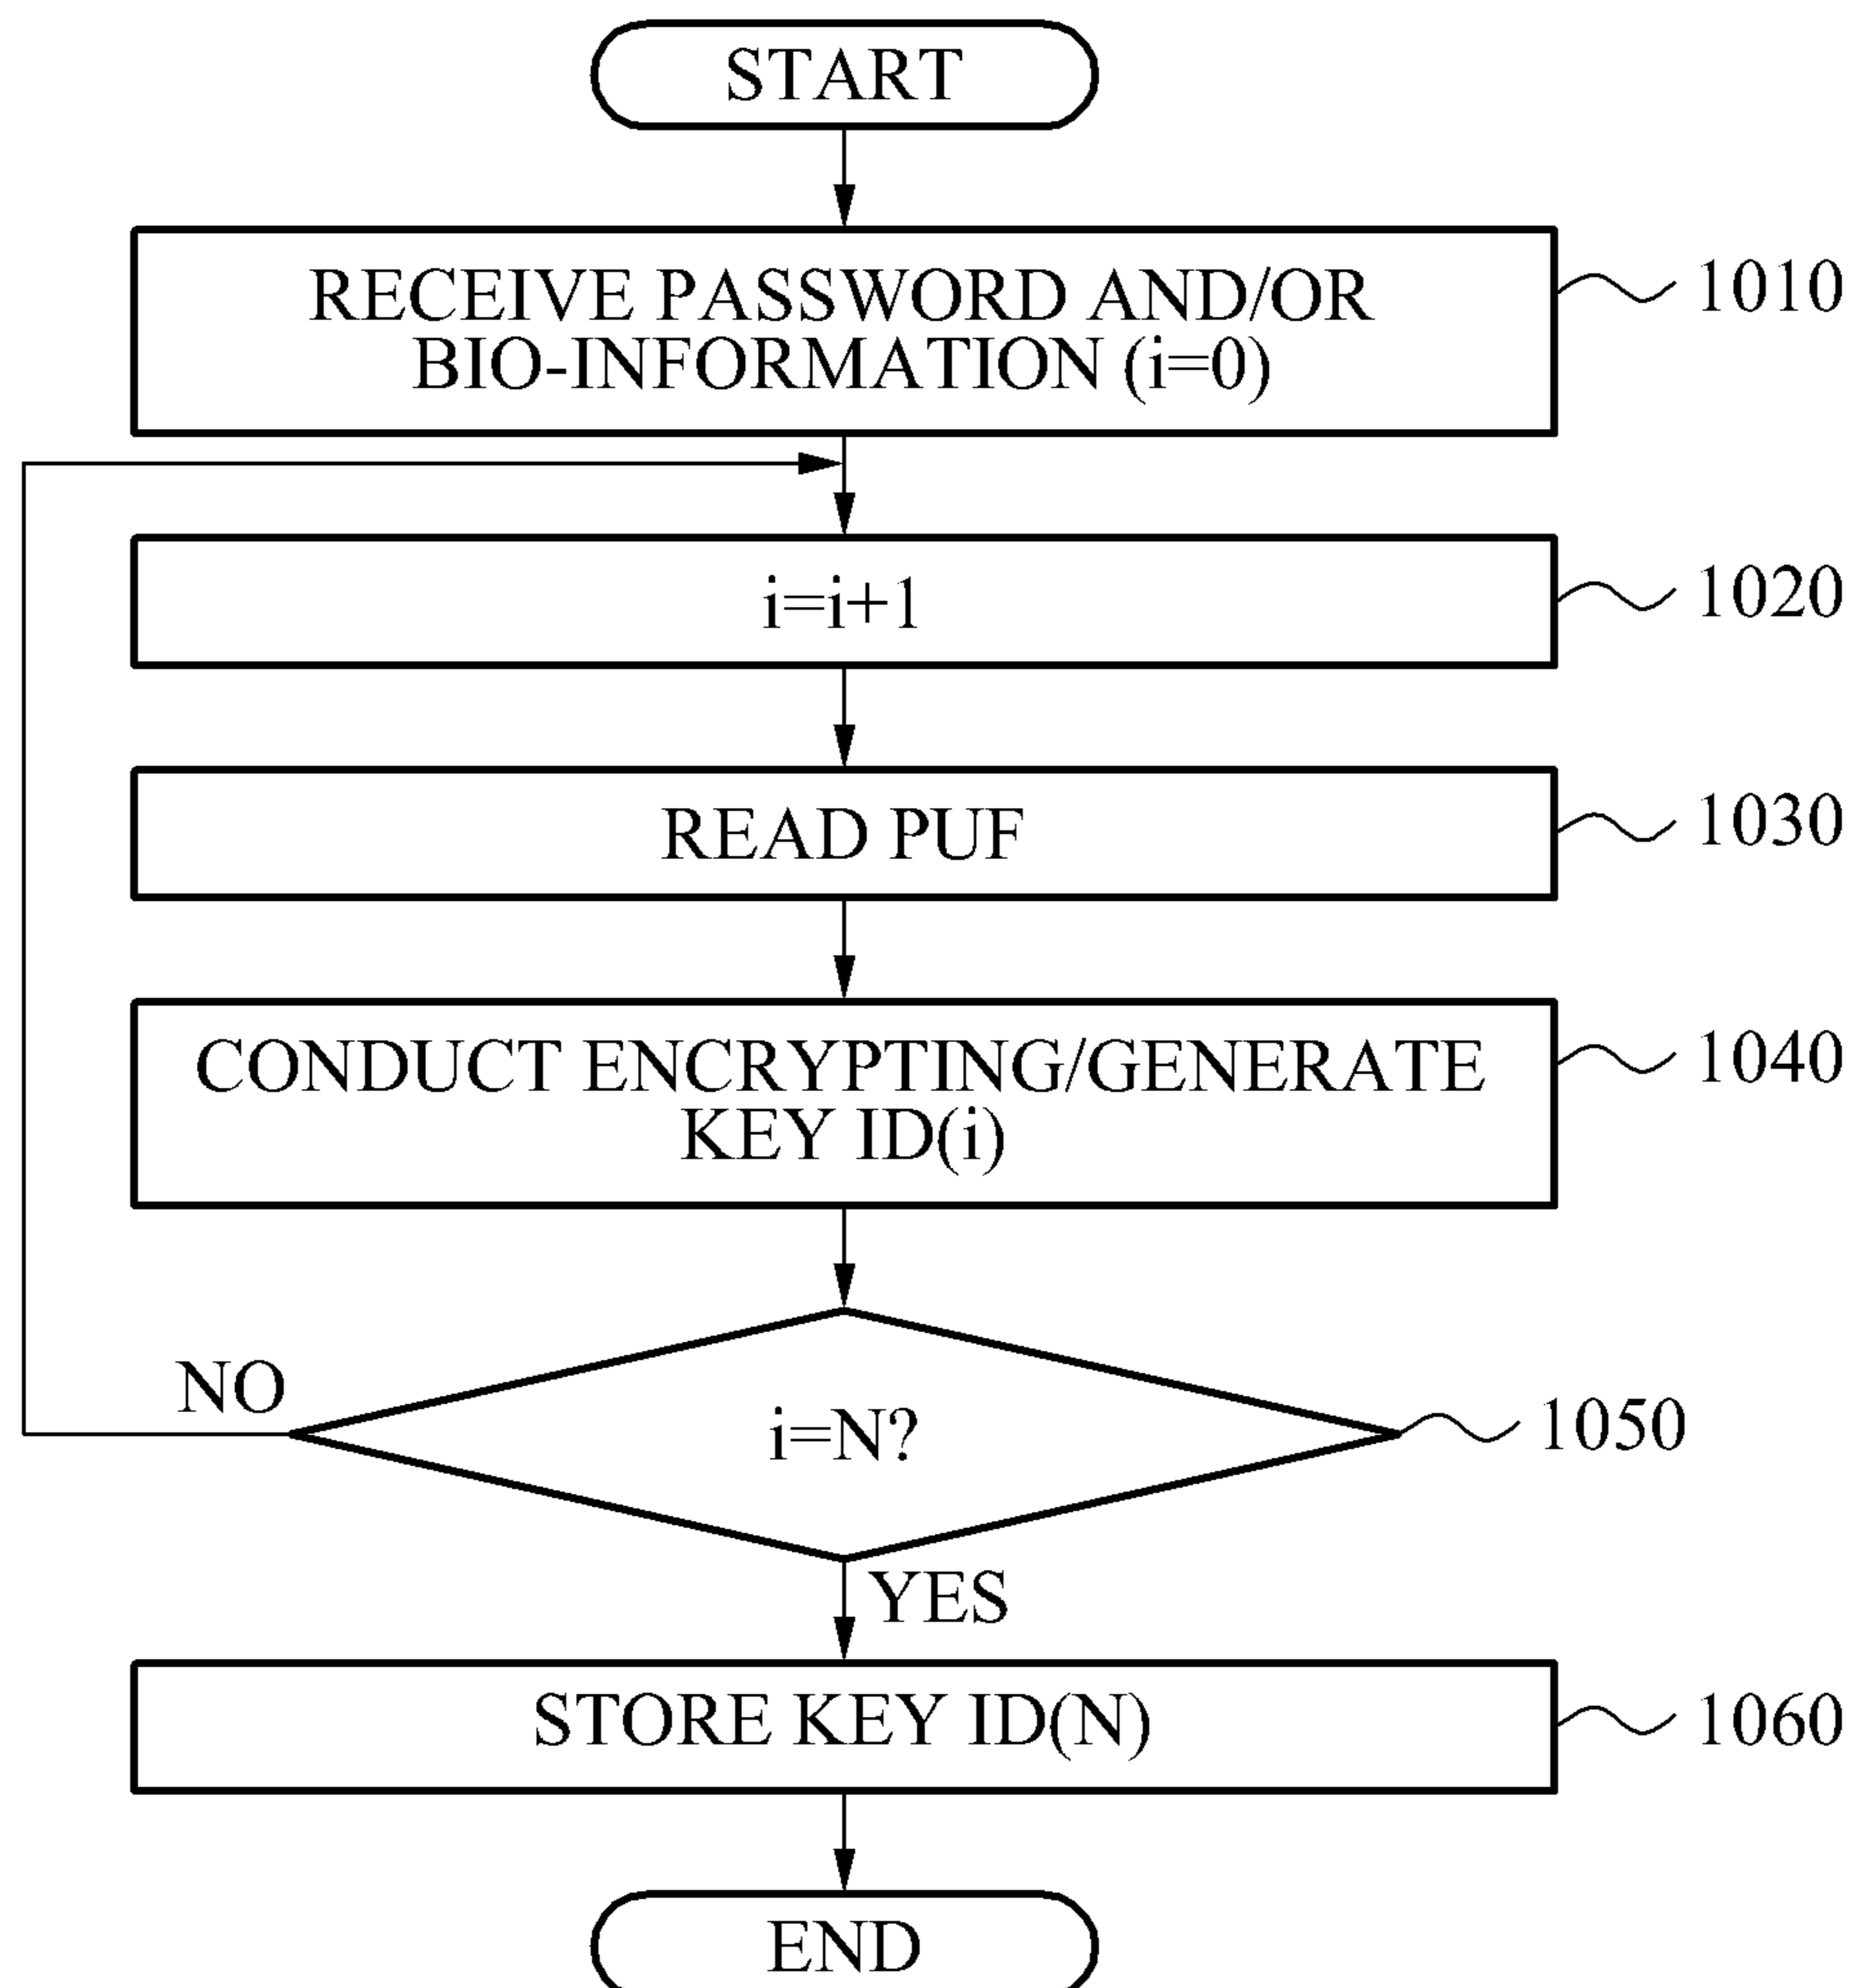 START
RECEIVE PASSWORD AND/OR
BIO-INFORMATION (i=0)
1010
i=i+1
1020
READ PUF
1030
CONDUCT ENCRYPTING/GENERATE
KEY ID(i)
1040
NO
i=N?
1050
YES
STORE KEY ID(N)
1060
END